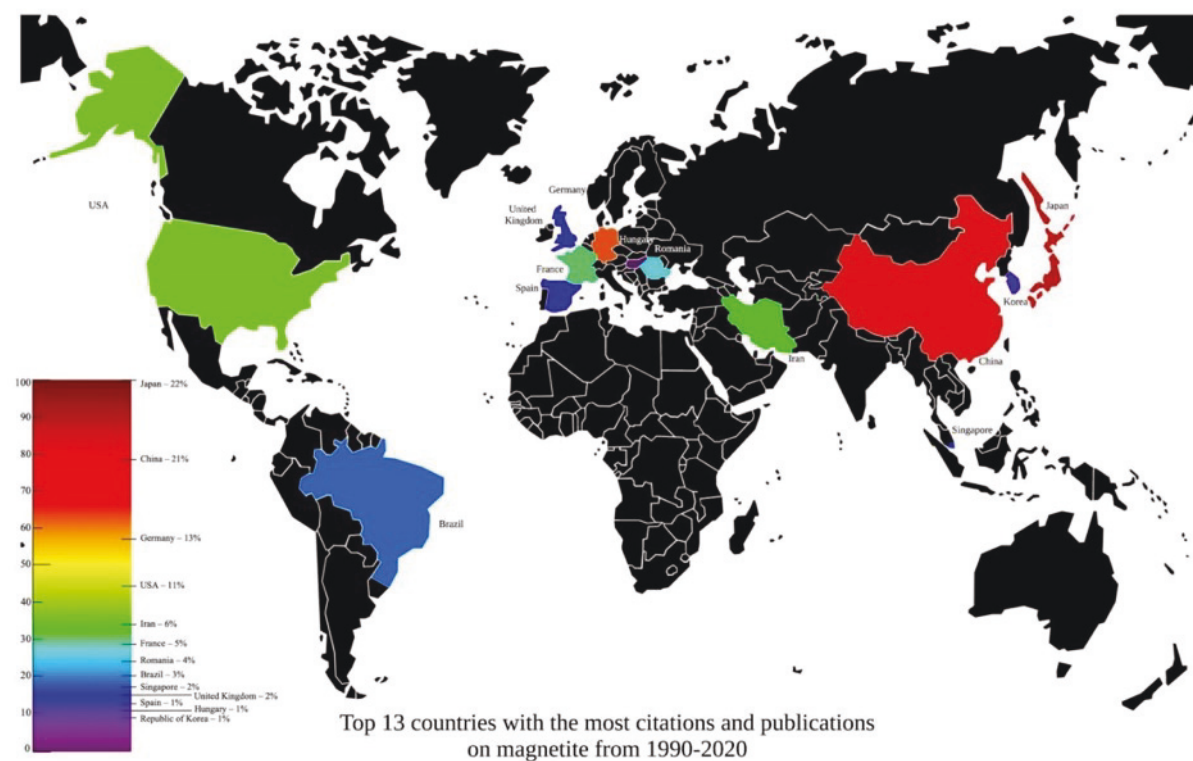 Germany
United
Kingdom
USA
Japan
Hungary
Romania
France
Spain
Korea
Iran
China
Singapore
Brazil
100
90
80
70
60
50
40
30
20
10
0
Japan – 22%
China – 21%
Germany – 13%
USA – 11%
Iran – 6%
France – 5%
Romania – 4%
Brazil – 3%
Singapore – 2%
United Kingdom – 2%
Spain – 1%
Hungary – 1%
Republic of Korea – 1%
Top 13 countries with the most citations and publications
on magnetite from 1990-2020